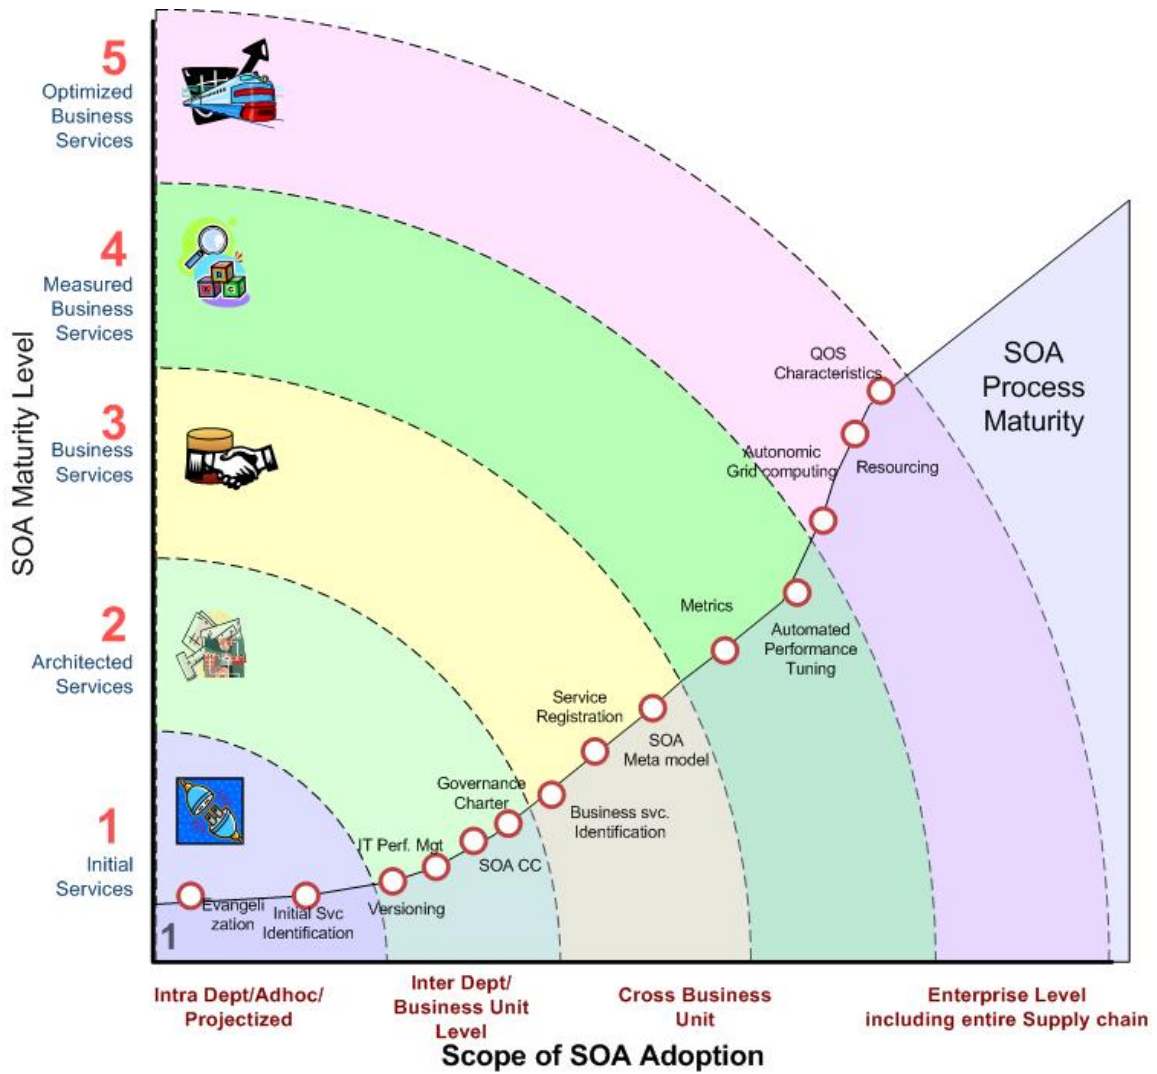 5
Optimized
Business
Services
4
Measured
Business
Services
SOA Maturity Level
3
Business
Services
2
Architected
Services
1
Initial
Services
QOS
Characteristics
SOA
Process
Maturity
Autonomic
Grid computing
Resourcing
Metrics
Automated
Performance
Tuning
Service
Registration
SOA
Meta model
Governance
Charter
Business svc.
Identification
IT Perf. Mgt
SOA CC
Versioning
Evangeli
zation
Initial Svc
Identification
1
Intra Dept/Adhoc/
Projectized
Inter Dept/
Business Unit
Level
Cross Business
Unit
Enterprise Level
including entire Supply chain
Scope of SOA Adoption